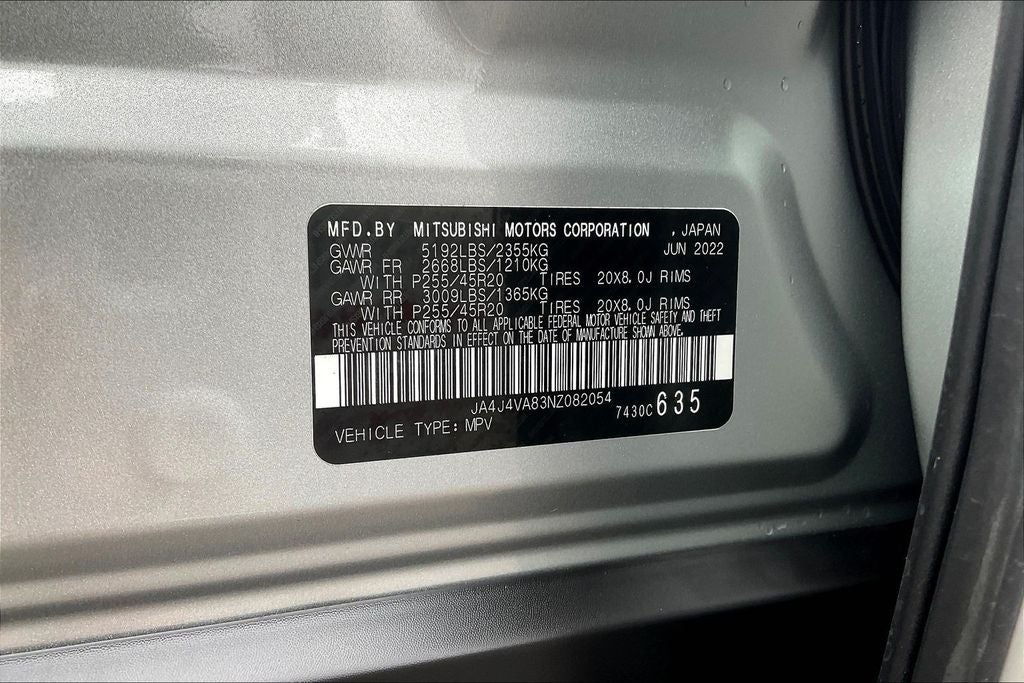 MFD.BY MITSUBISHI MOTORS CORPORATION , JAPAN
GVWR 5192LBS/2355KG JUN 2022
GAWR FR 2668LBS/1210KG
WITH P255/45R20 TIRES 20X8.0J RIMS
GAWR RR 3009LBS/1365KG
WITH P255/45R20 TIRES 20X8.0J RIMS
THIS VEHICLE CONFORMS TO ALL APPLICABLE FEDERAL MOTOR VEHICLE SAFETY AND THEFT
PREVENTION STANDARDS IN EFFECT ON THE DATE OF MANUFACTURE SHOWN ABOVE.
JA4J4VA83NZ082054 7430C 635
VEHICLE TYPE: MPV